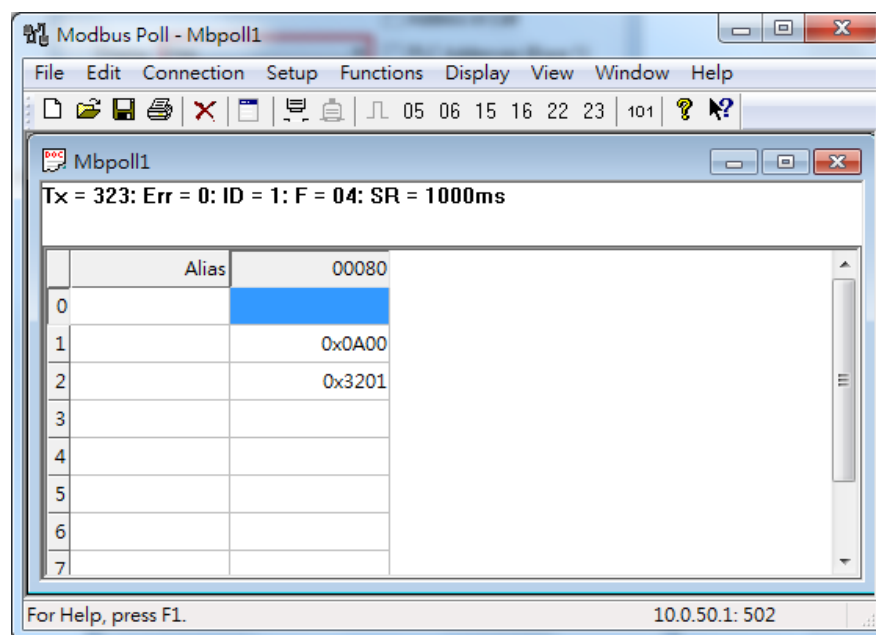 Modbus Poll - Mbpoll1
File Edit Connection Setup Functions Display View Window Help
05 06 15 16 22 23 101
Mbpoll1
Tx = 323: Err = 0: ID = 1: F = 04: SR = 1000ms
Alias 00080
0
1 0x0A00
2 0x3201
3
4
5
6
7
For Help, press F1. 10.0.50.1: 502